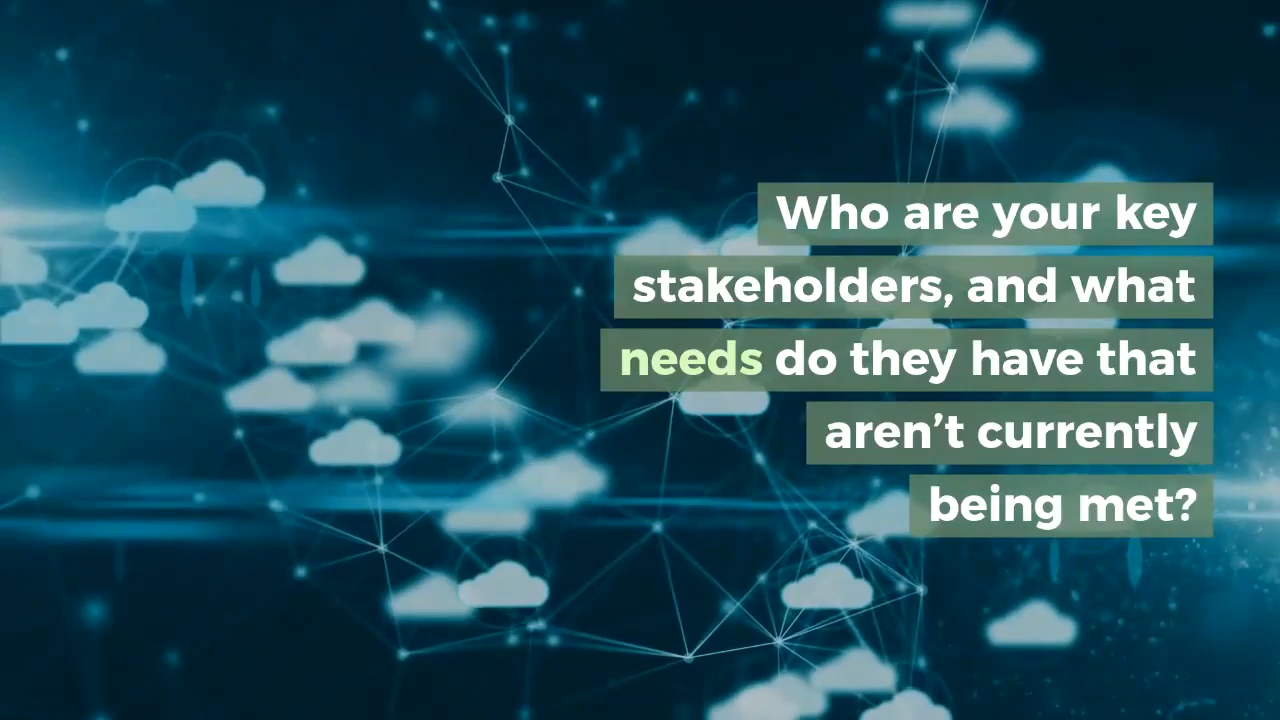 Who are your key
stakeholders, and what
needs do they have that
aren’t currently
being met?